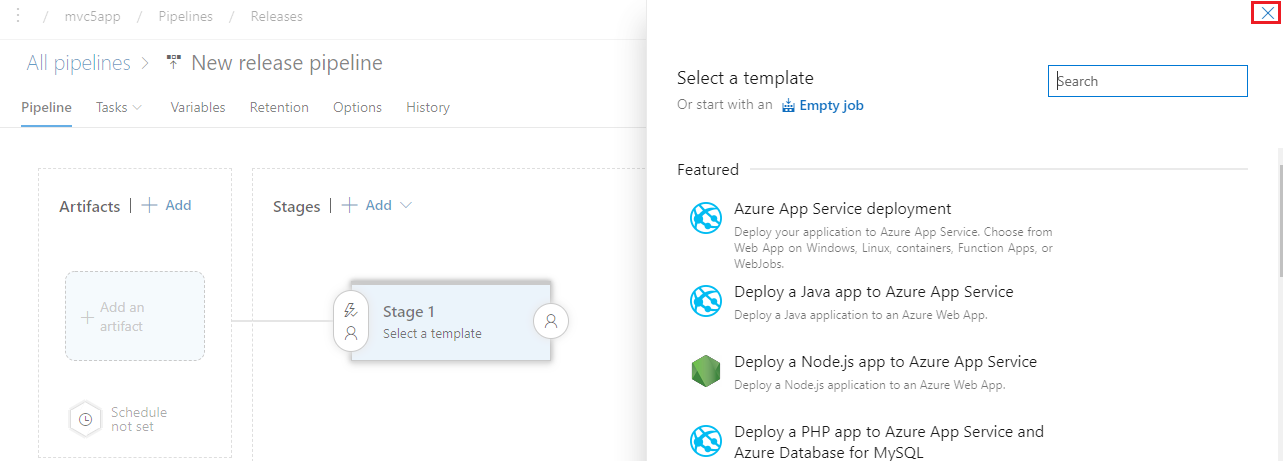 / mvc5app / Pipelines / Releases
All pipelines > New release pipeline
Pipeline Tasks Variables Retention Options History
Artifacts | + Add
Stages | + Add
+ Add an
artifact
Schedule
not set
Stage 1
Select a template
Select a template
Search
Or start with an Empty job
Featured
Azure App Service deployment
Deploy your application to Azure App Service. Choose from
Web App on Windows, Linux, containers, Function Apps, or
WebJobs.
Deploy a Java app to Azure App Service
Deploy a Java application to an Azure Web App.
Deploy a Node.js app to Azure App Service
Deploy a Node.js application to an Azure Web App.
Deploy a PHP app to Azure App Service and
Azure Database for MySQL